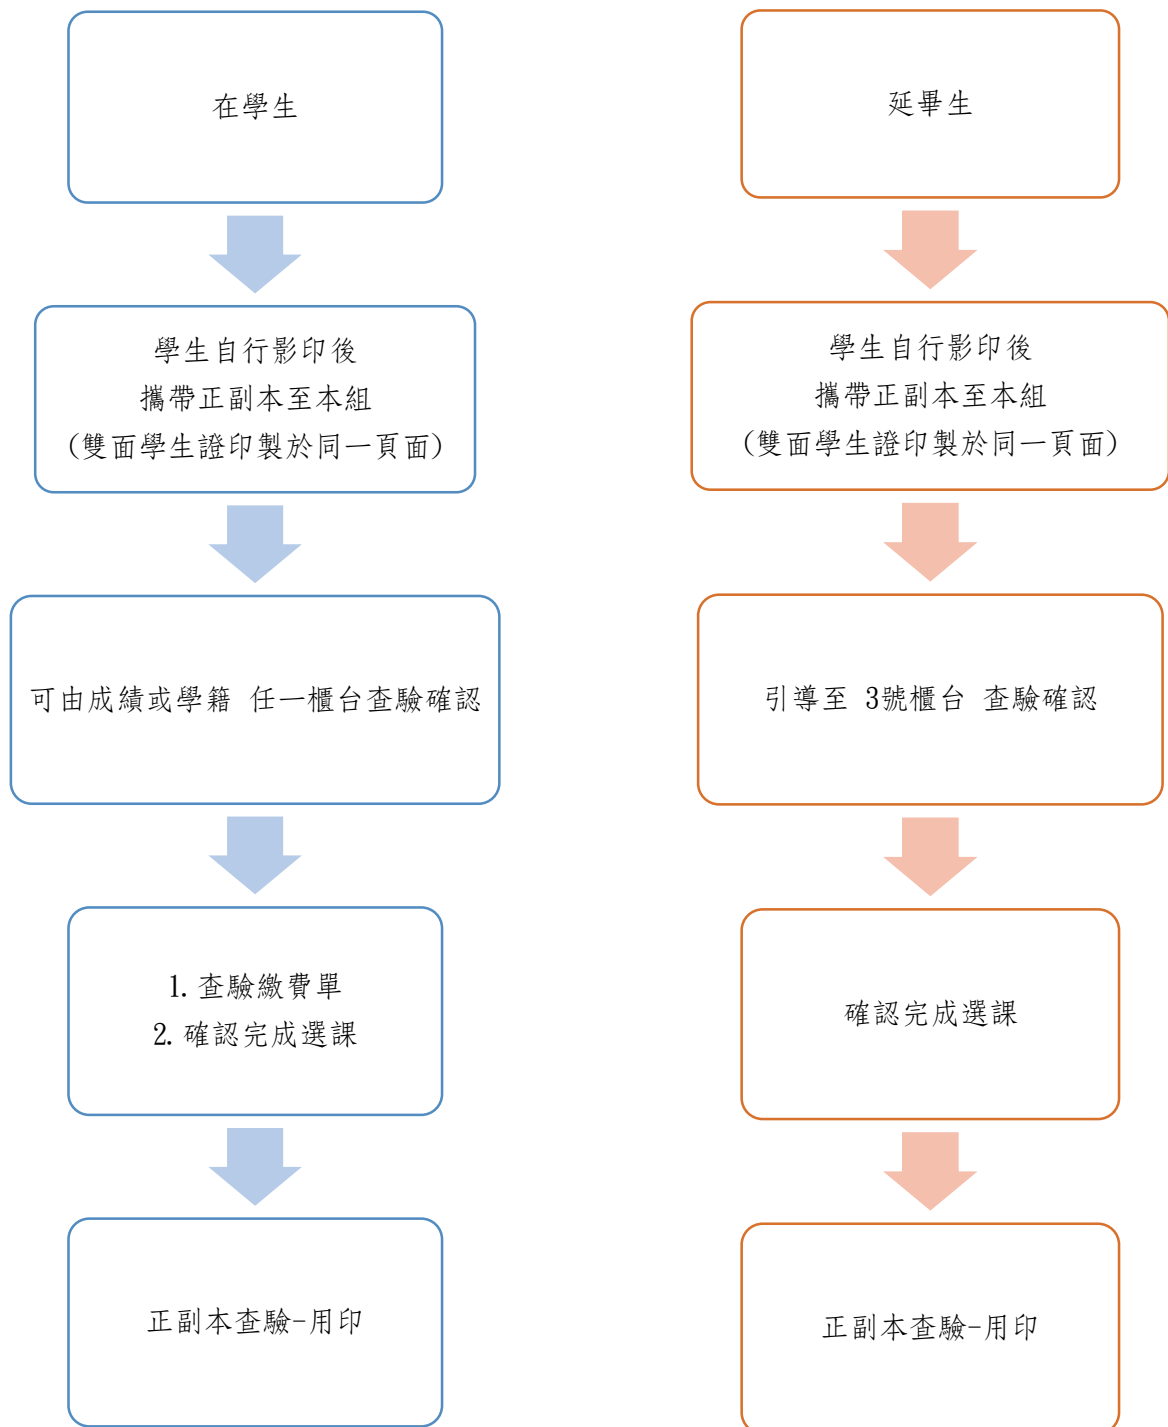 在學生
學生自行影印後
攜帶正副本至本組
(雙面學生證印製於同一頁面)
可由成績或學籍 任一櫃台查驗確認
1. 查驗繳費單
2. 確認完成選課
正副本查驗-用印
延畢生
學生自行影印後
攜帶正副本至本組
(雙面學生證印製於同一頁面)
引導至 3號櫃台 查驗確認
確認完成選課
正副本查驗-用印